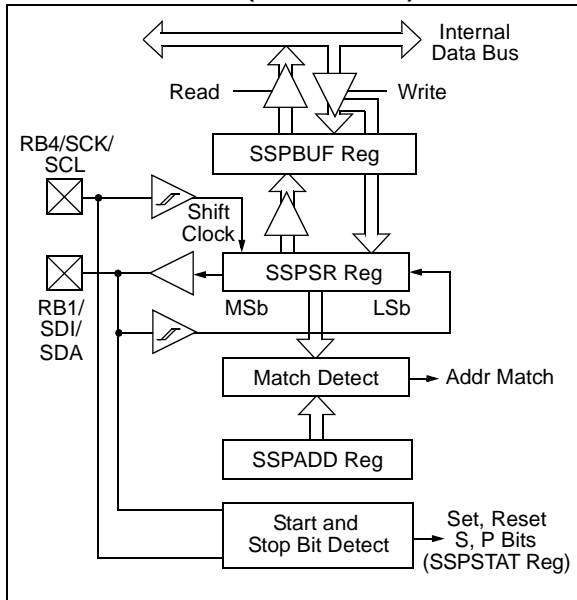 Internal
Data Bus
Read
Write
RB4/SCK/
SCL
SSPBUF Reg
Shift
Clock
SSPSR Reg
MSb
LSb
RB1/
SDI/
SDA
Match Detect
Addr Match
SSPADD Reg
Start and
Stop Bit Detect
Set, Reset
S, P Bits
(SSPSTAT Reg)